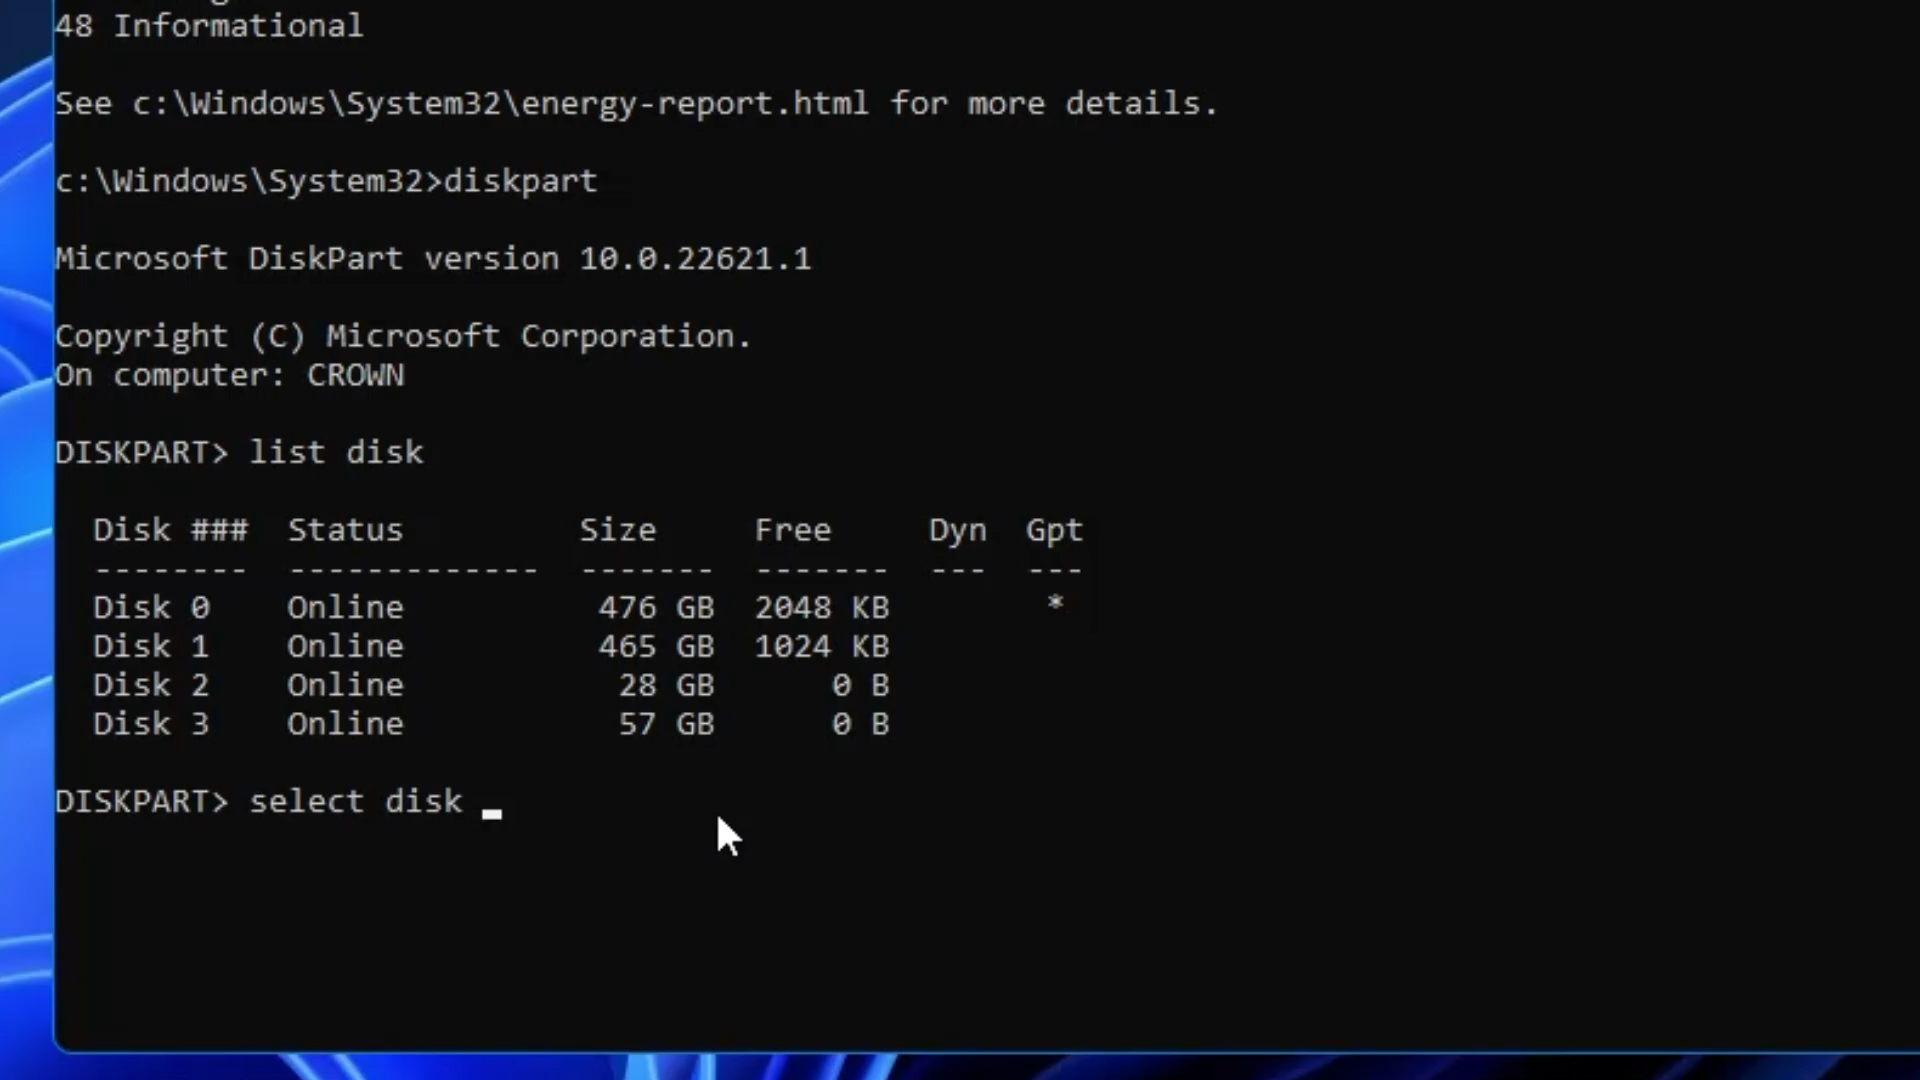 48 Informational
See c:\Windows\System32\energy-report.html for more details.
c:\Windows\System32>diskpart
Microsoft DiskPart version 10.0.22621.1
Copyright (C) Microsoft Corporation.
On computer: CROWN
DISKPART> list disk
Disk ###  Status         Size     Free     Dyn  Gpt
--------  -------------  -------  -------  ---  ---
Disk 0    Online          476 GB  2048 KB        *
Disk 1    Online          465 GB  1024 KB
Disk 2    Online           28 GB      0 B
Disk 3    Online           57 GB      0 B
DISKPART> select disk